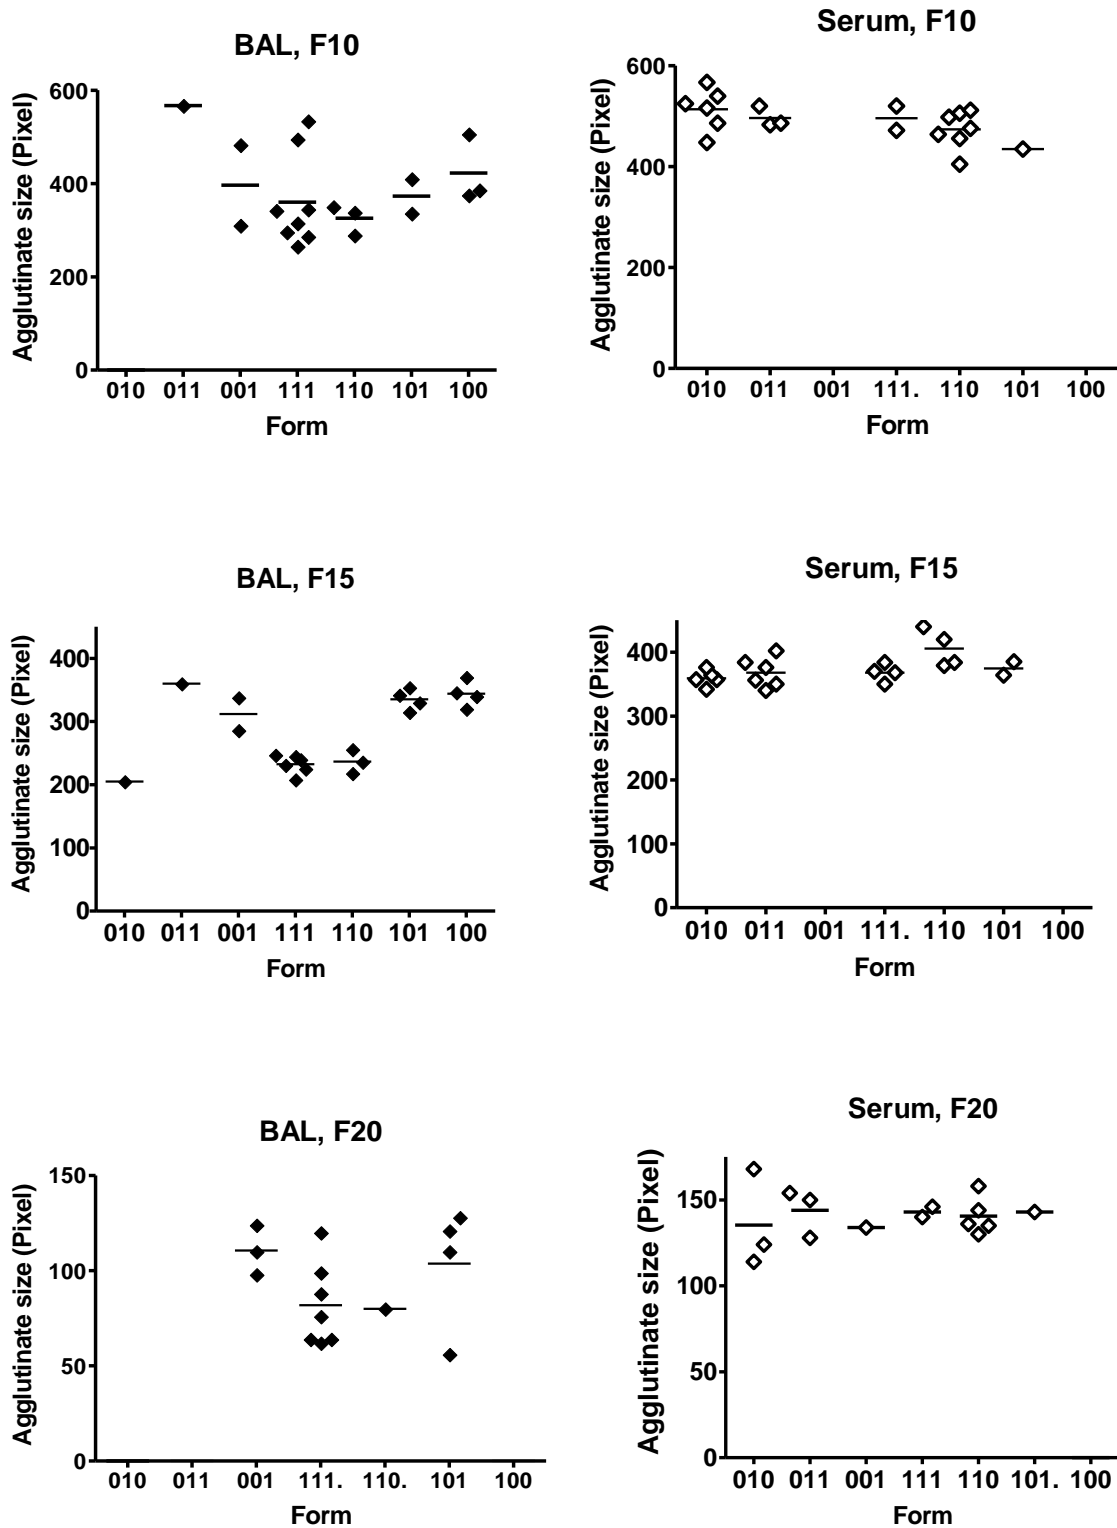 BAL, F10
Agglutinate size (Pixel)
600
400
200
0
010 011 001 111 110 101 100
Form
Serum, F10
Agglutinate size (Pixel)
600
400
200
0
010 011 001 111. 110 101 100
Form
BAL, F15
Agglutinate size (Pixel)
400
300
200
100
0
010 011 001 111 110 101 100
Form
Serum, F15
Agglutinate size (Pixel)
400
300
200
100
0
010 011 001 111. 110 101 100
Form
BAL, F20
Agglutinate size (Pixel)
150
100
50
0
010 011 001 111. 110. 101 100
Form
Serum, F20
Agglutinate size (Pixel)
150
100
50
0
010 011 001 111 110 101. 100
Form